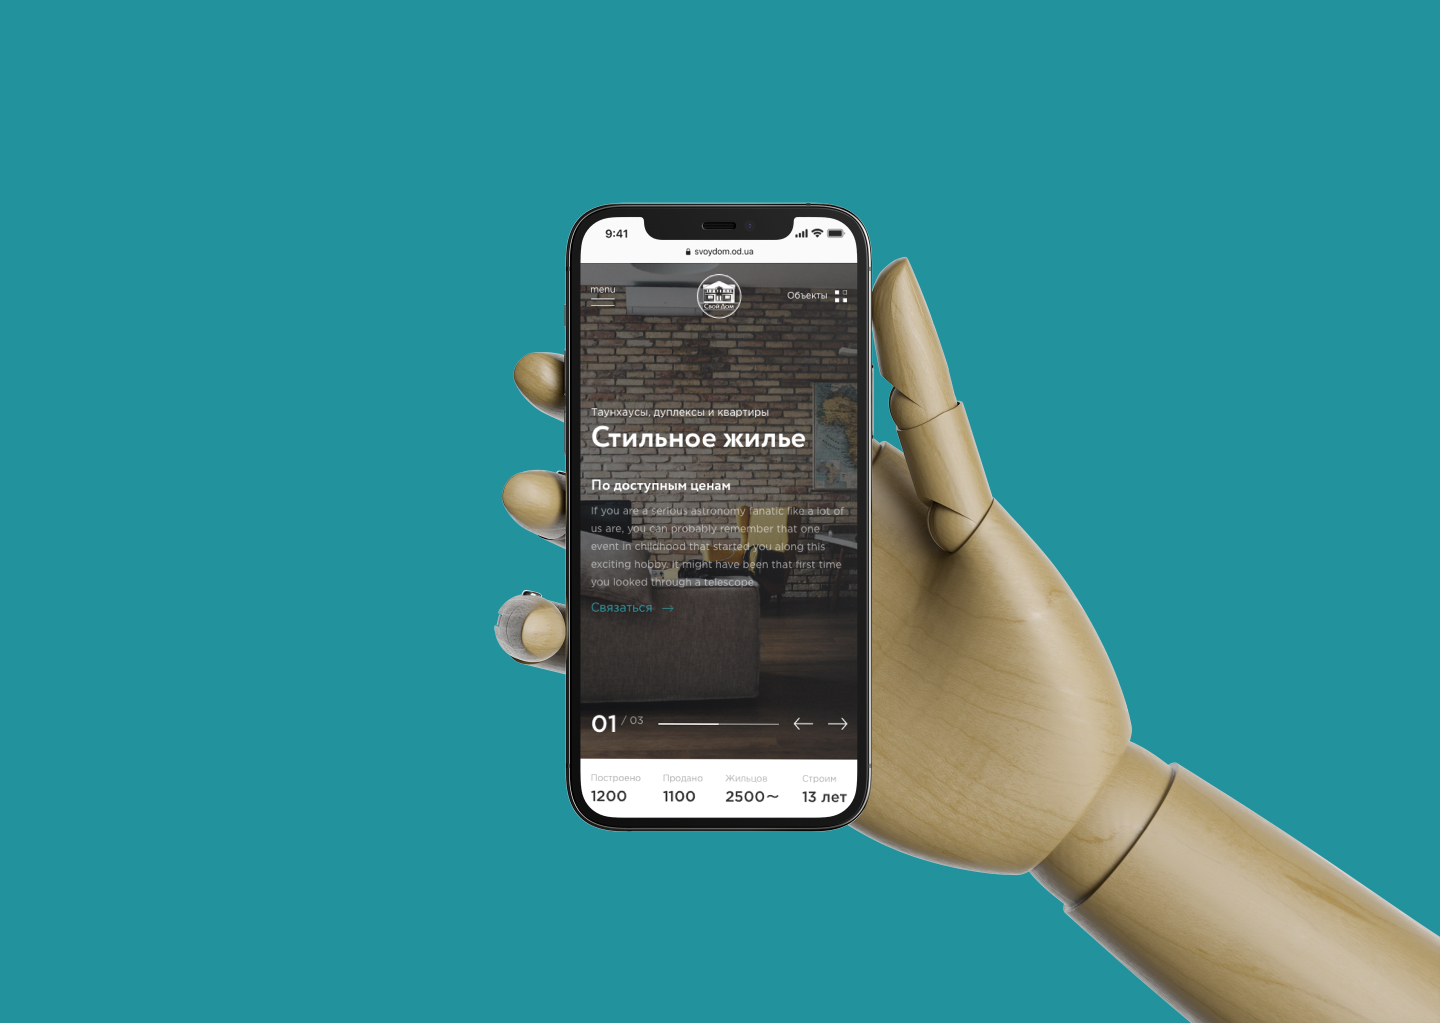 9:41
svoydom.od.ua
menu
Свой Дом
Объекты
Таунхаусы, дуплексы и квартиры
Стильное жилье
По доступным ценам
If you are a serious astronomy fanatic like a lot of
us are, you can probably remember that one
event in childhood that started you along this
exciting hobby. it might have been that first time
you looked through a telescope
Связаться →
01 / 03
Построено Продано Жильцов Строим
1200 1100 2500~ 13 лет